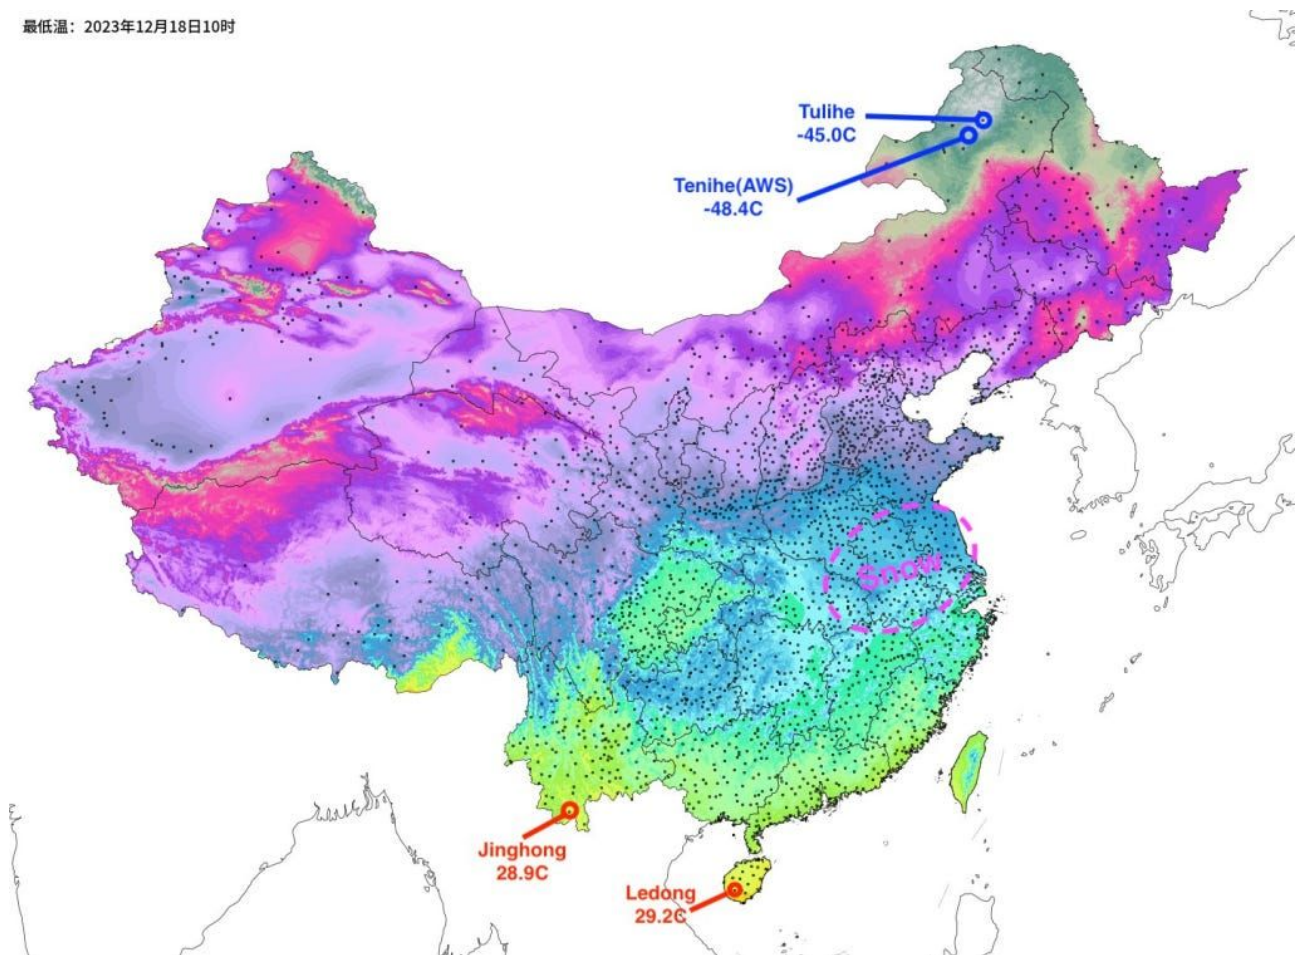 最低温：2023年12月18日10时
Tulihe
-45.0C
Tenihe(AWS)
-48.4C
Snow
Jinghong
28.9C
Ledong
29.2C